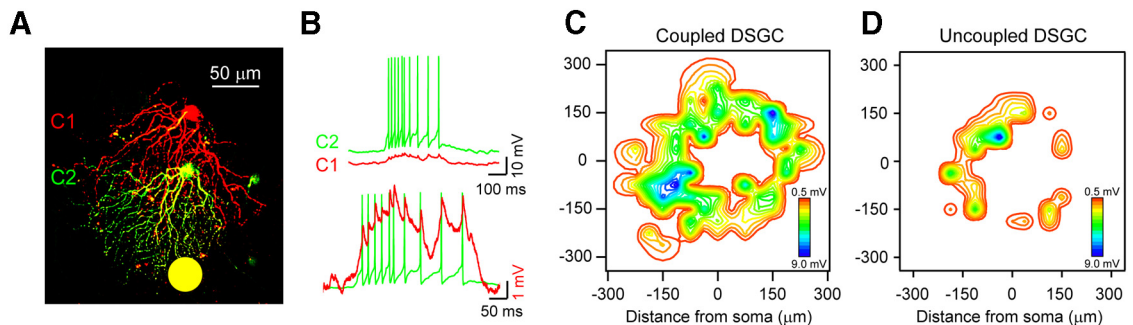 A
50 μm
C1
C2
B
C2
C1
10 mV
100 ms
1 mV
50 ms
C
Coupled DSGC
300
150
0
-150
-300
0.5 mV
9.0 mV
-300 -150 0 150 300
Distance from soma (μm)
D
Uncoupled DSGC
300
150
0
-150
-300
0.5 mV
9.0 mV
-300 -150 0 150 300
Distance from soma (μm)